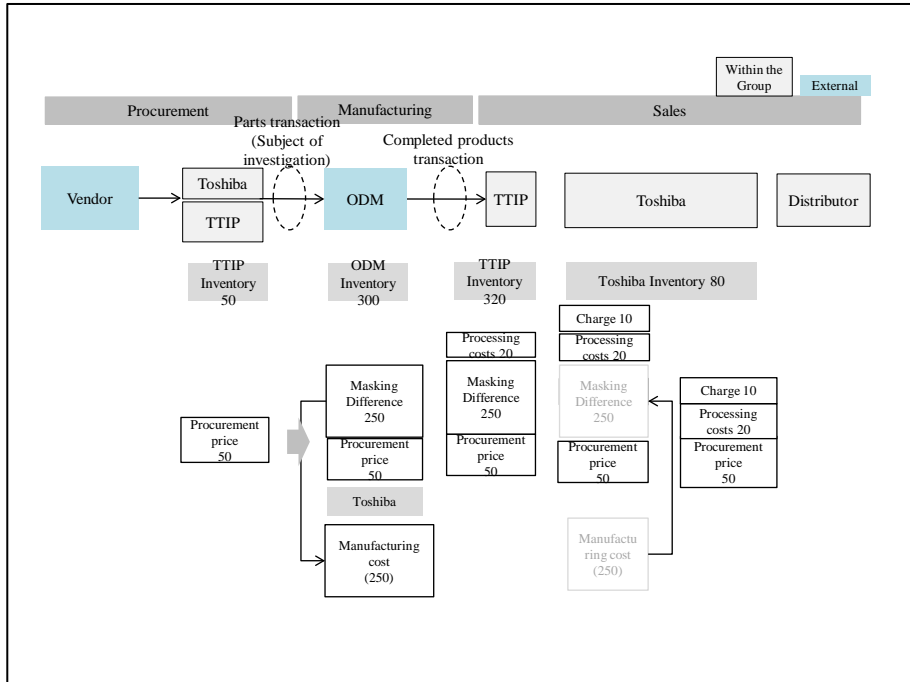 Within the
Group
External
Procurement
Manufacturing
Sales
Parts transaction
(Subject of
investigation)
Completed products
transaction
Vendor
Toshiba
TTIP
ODM
TTIP
Toshiba
Distributor
TTIP
Inventory
50
ODM
Inventory
300
TTIP
Inventory
320
Toshiba Inventory 80
Procurement
price
50
Masking
Difference
250
Procurement
price
50
Toshiba
Manufacturing
cost
(250)
Processing
costs 20
Masking
Difference
250
Procurement
price
50
Charge 10
Processing
costs 20
Masking
Difference
250
Procurement
price
50
Manufactu
ring cost
(250)
Charge 10
Processing
costs 20
Procurement
price
50